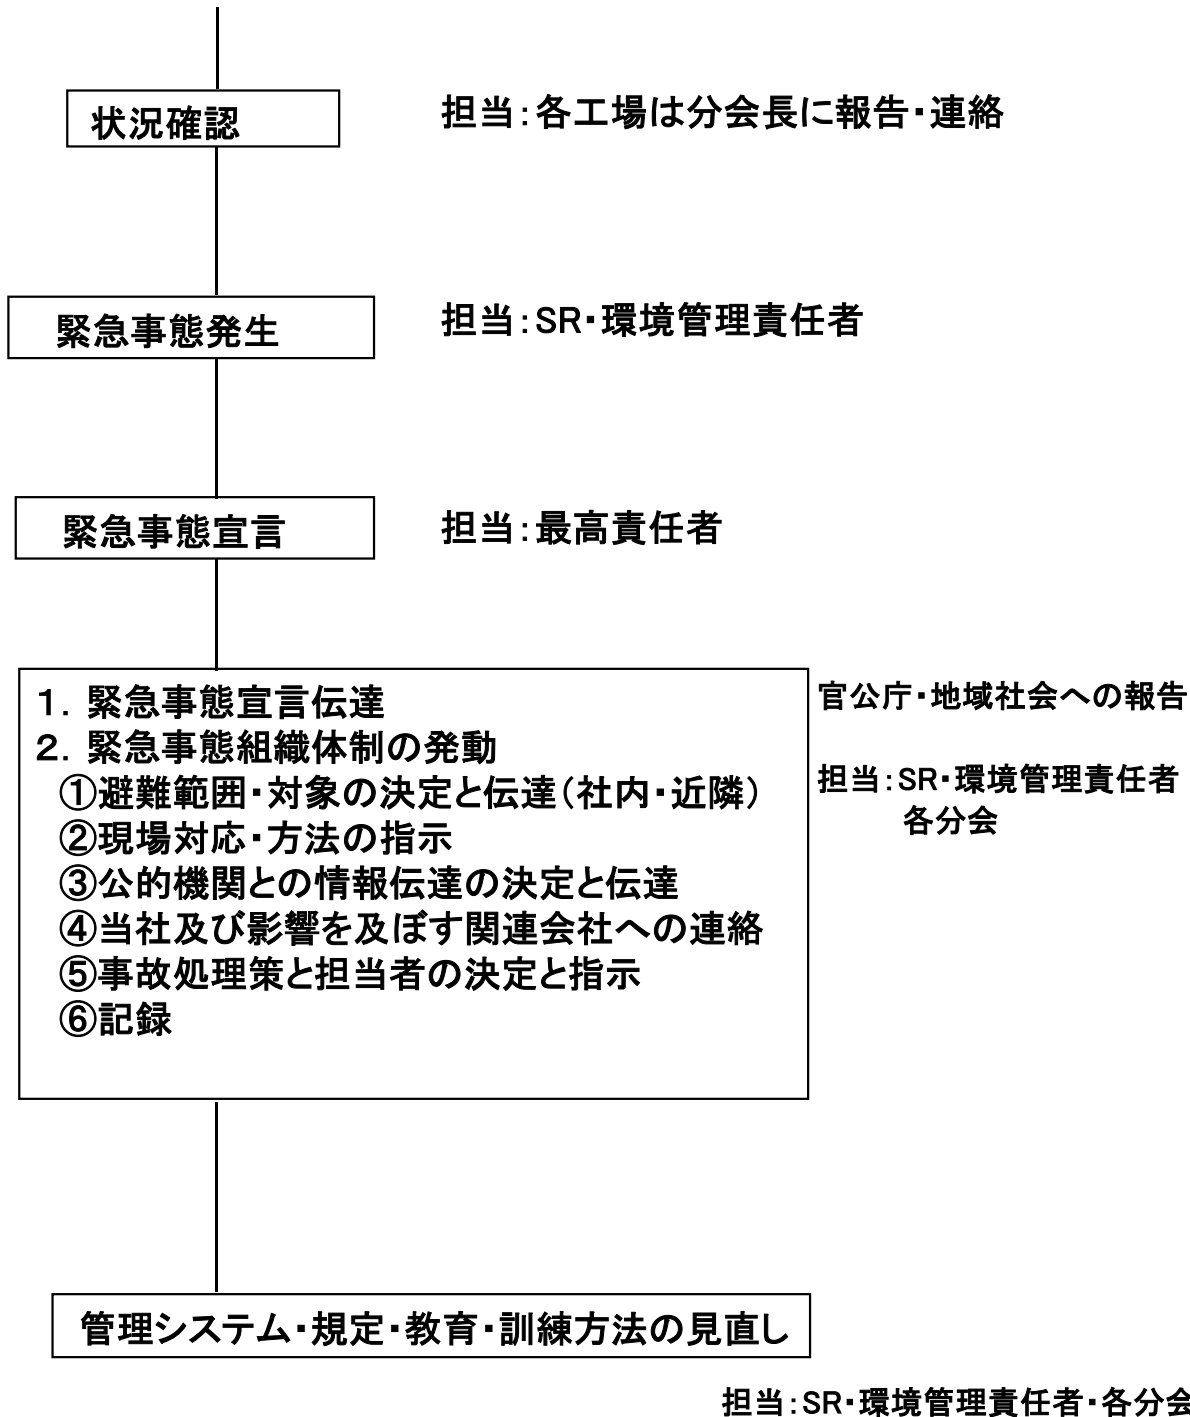 状況確認
担当：各工場は分会長に報告・連絡
緊急事態発生
担当：SR・環境管理責任者
緊急事態宣言
担当：最高責任者
１．緊急事態宣言伝達
２．緊急事態組織体制の発動
①避難範囲・対象の決定と伝達（社内・近隣）
②現場対応・方法の指示
③公的機関との情報伝達の決定と伝達
④当社及び影響を及ぼす関連会社への連絡
⑤事故処理策と担当者の決定と指示
⑥記録
官公庁・地域社会への報告
担当：SR・環境管理責任者
各分会
管理システム・規定・教育・訓練方法の見直し
担当：SR・環境管理責任者・各分会